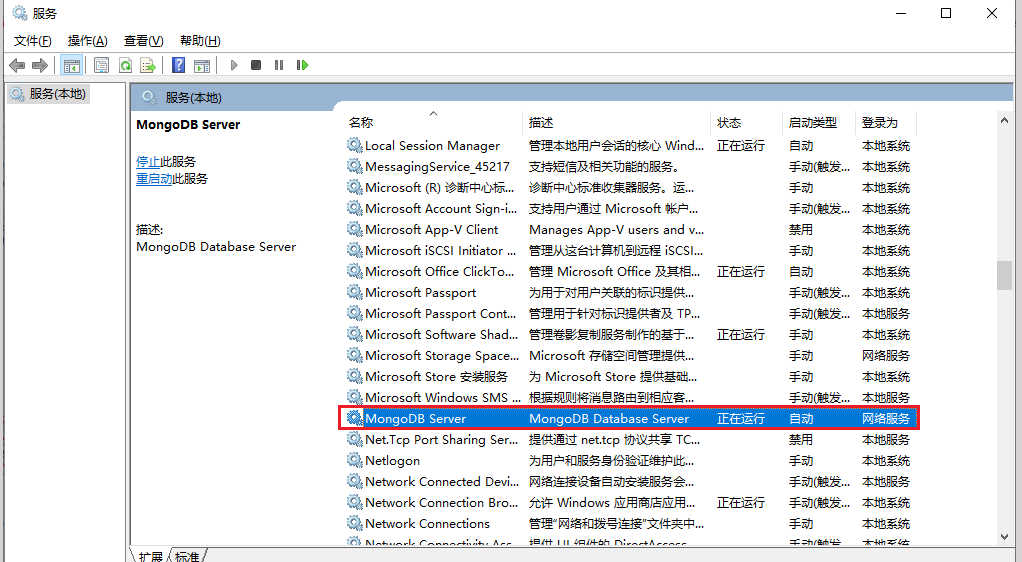 服务
文件(F) 操作(A) 查看(V) 帮助(H)
服务(本地)
服务(本地)
MongoDB Server
停止此服务
重启动此服务
描述:
MongoDB Database Server
名称 描述 状态 启动类型 登录为
Local Session Manager 管理本地用户会话的核心 Wind... 正在运行 自动 本地系统
MessagingService_45217 支持短信及相关功能的服务。 手动(触发... 本地系统
Microsoft (R) 诊断中心标... 诊断中心标准收集器服务。运... 手动 本地系统
Microsoft Account Sign-i... 支持用户通过 Microsoft 帐户... 手动(触发... 本地系统
Microsoft App-V Client Manages App-V users and v... 禁用 本地系统
Microsoft iSCSI Initiator ... 管理从这台计算机到远程 iSCSI... 手动 本地系统
Microsoft Office ClickTo... 管理 Microsoft Office 及其相... 正在运行 自动 本地系统
Microsoft Passport 为用于对用户关联的标识提供... 手动(触发... 本地系统
Microsoft Passport Cont... 管理用于针对标识提供者及 TP... 手动(触发... 本地服务
Microsoft Software Shad... 管理卷影复制服务制作的基于... 正在运行 手动 本地系统
Microsoft Storage Space... Microsoft 存储空间管理提供... 手动 网络服务
Microsoft Store 安装服务 为 Microsoft Store 提供基础... 手动 本地系统
Microsoft Windows SMS ... 根据规则将消息路由到相应客... 手动(触发... 本地系统
MongoDB Server MongoDB Database Server 正在运行 自动 网络服务
Net.Tcp Port Sharing Ser... 提供通过 net.tcp 协议共享 TC... 禁用 本地服务
Netlogon 为用户和服务身份验证维护此... 手动 本地系统
Network Connected Devi... 网络连接设备自动安装服务会... 手动(触发... 本地服务
Network Connection Bro... 允许 Windows 应用商店应用... 正在运行 手动(触发... 本地系统
Network Connections 管理“网络和拨号连接”文件夹中... 手动 本地系统
Network Connectivity Ass... 提供 UI 组件的 DirectAccess... 手动(触发... 本地系统
扩展 标准